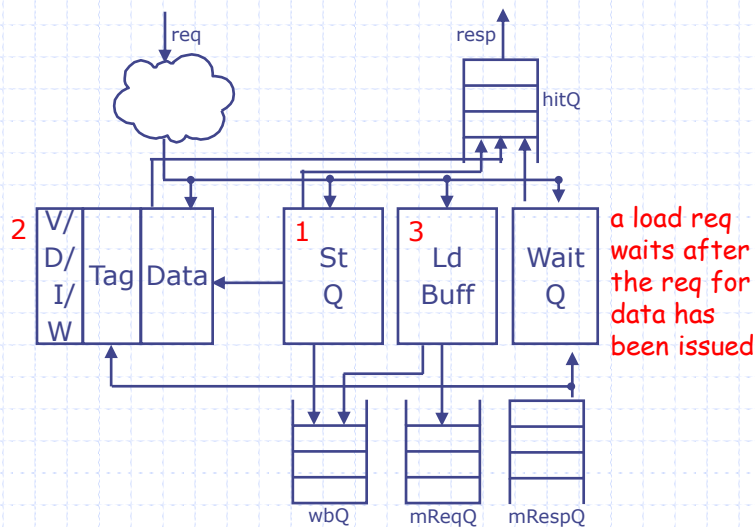 req
resp
hitQ
2
V/
D/
I/
W
Tag
Data
1
St
Q
3
Ld
Buff
Wait
Q
a load req
waits after
the req for
data has
been issued
wbQ
mReqQ
mRespQ